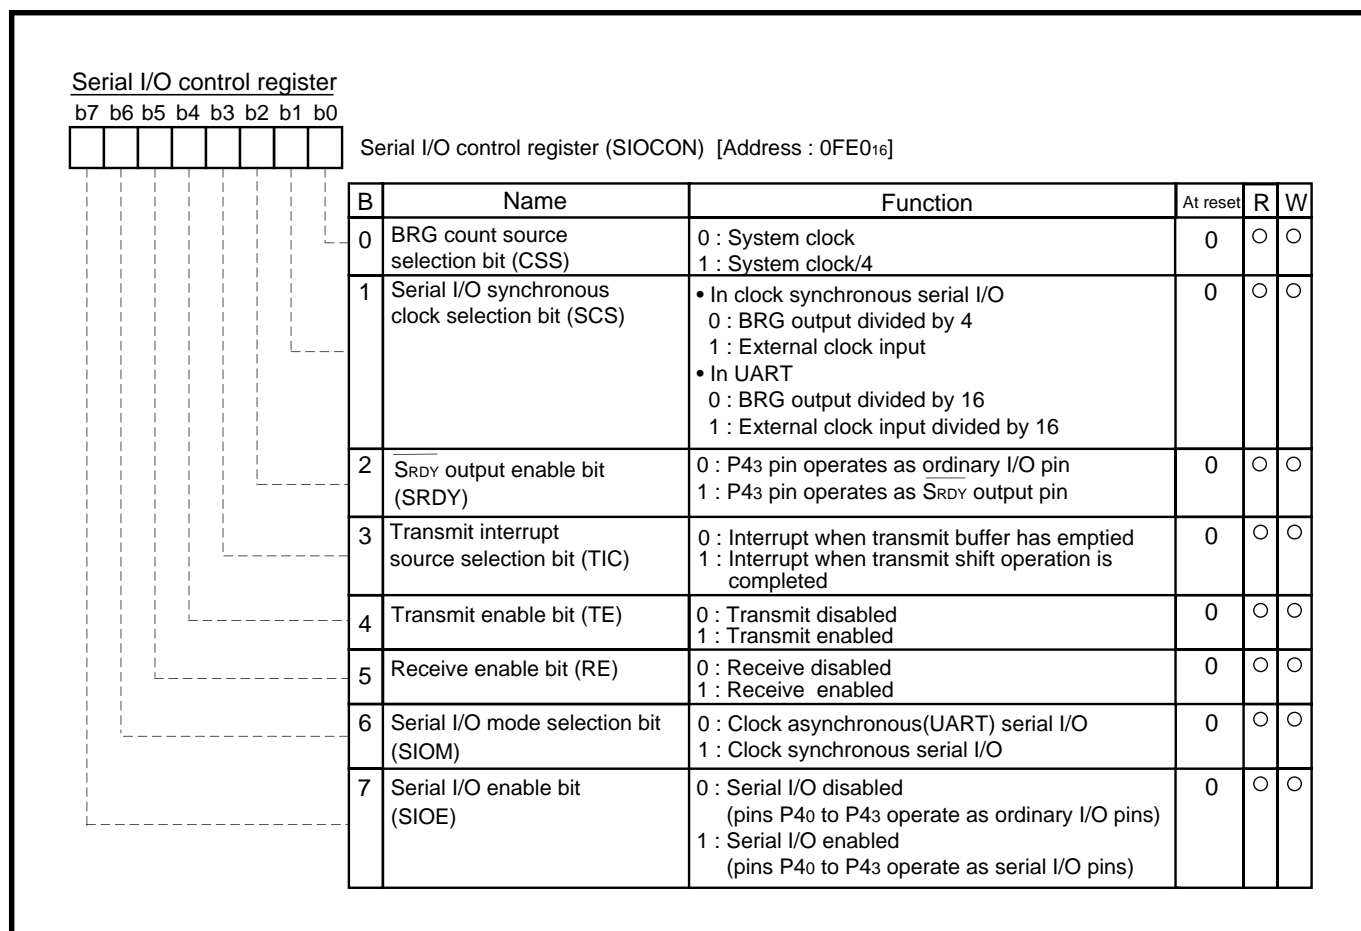 Serial I/O control register
b7 b6 b5 b4 b3 b2 b1 b0
Serial I/O control register (SIOCON) [Address : 0FE016]
B Name Function At reset R W
0 BRG count source selection bit (CSS) 0 : System clock 0 ○ ○
1 : System clock/4
1 Serial I/O synchronous clock selection bit (SCS) • In clock synchronous serial I/O 0 ○ ○
0 : BRG output divided by 4
1 : External clock input
• In UART
0 : BRG output divided by 16
1 : External clock input divided by 16
2 SRDY output enable bit (SRDY) 0 : P43 pin operates as ordinary I/O pin 0 ○ ○
1 : P43 pin operates as SRDY output pin
3 Transmit interrupt source selection bit (TIC) 0 : Interrupt when transmit buffer has emptied 0 ○ ○
1 : Interrupt when transmit shift operation is
completed
4 Transmit enable bit (TE) 0 : Transmit disabled 0 ○ ○
1 : Transmit enabled
5 Receive enable bit (RE) 0 : Receive disabled 0 ○ ○
1 : Receive enabled
6 Serial I/O mode selection bit (SIOM) 0 : Clock asynchronous(UART) serial I/O 0 ○ ○
1 : Clock synchronous serial I/O
7 Serial I/O enable bit (SIOE) 0 : Serial I/O disabled 0 ○ ○
(pins P40 to P43 operate as ordinary I/O pins)
1 : Serial I/O enabled
(pins P40 to P43 operate as serial I/O pins)